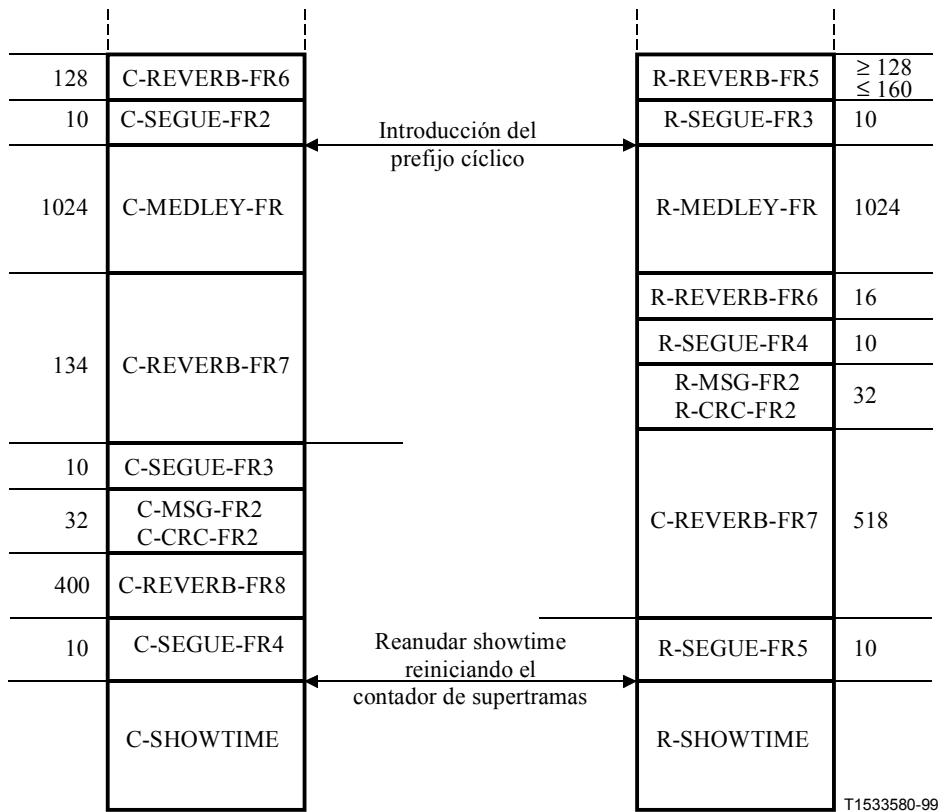 128 C-REVERB-FR6 R-REVERB-FR5 ≥ 128
≤ 160
10 C-SEGUE-FR2 R-SEGUE-FR3 10
Introducción del
prefijo cíclico
1024 C-MEDLEY-FR R-MEDLEY-FR 1024
R-REVERB-FR6 16
R-SEGUE-FR4 10
134 C-REVERB-FR7
R-MSG-FR2
R-CRC-FR2 32
10 C-SEGUE-FR3
32 C-MSG-FR2
C-CRC-FR2
C-REVERB-FR7 518
400 C-REVERB-FR8
10 C-SEGUE-FR4 R-SEGUE-FR5 10
Reanudar showtime
reiniciando el
contador de supertramas
C-SHOWTIME R-SHOWTIME
T1533580-99